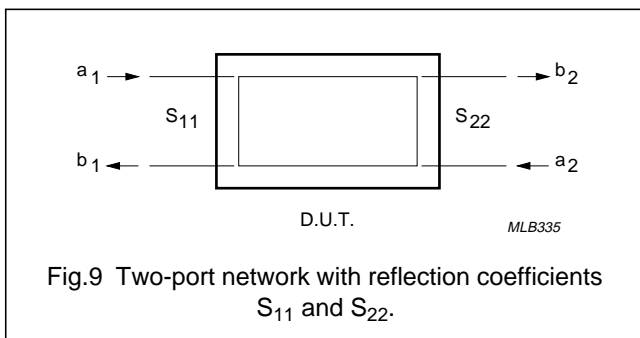 a1 b2
S11 S22
b1 a2
D.U.T.
MLB335
Fig.9 Two-port network with reflection coefficients
S11 and S22.